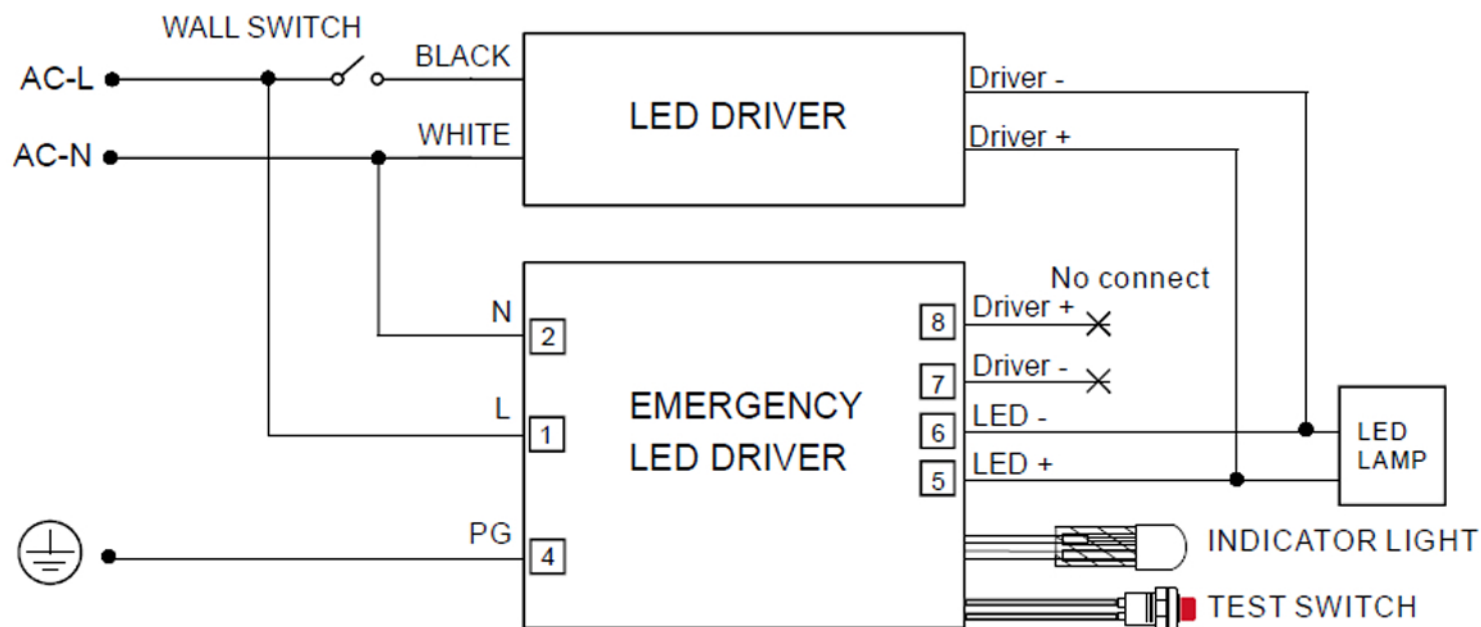 WALL SWITCH
AC-L
BLACK
LED DRIVER
Driver -
AC-N
WHITE
Driver +
No connect
N
2
8
Driver +
7
Driver -
L
1
EMERGENCY
LED DRIVER
6
LED -
5
LED +
LED
LAMP
PG
4
INDICATOR LIGHT
TEST SWITCH